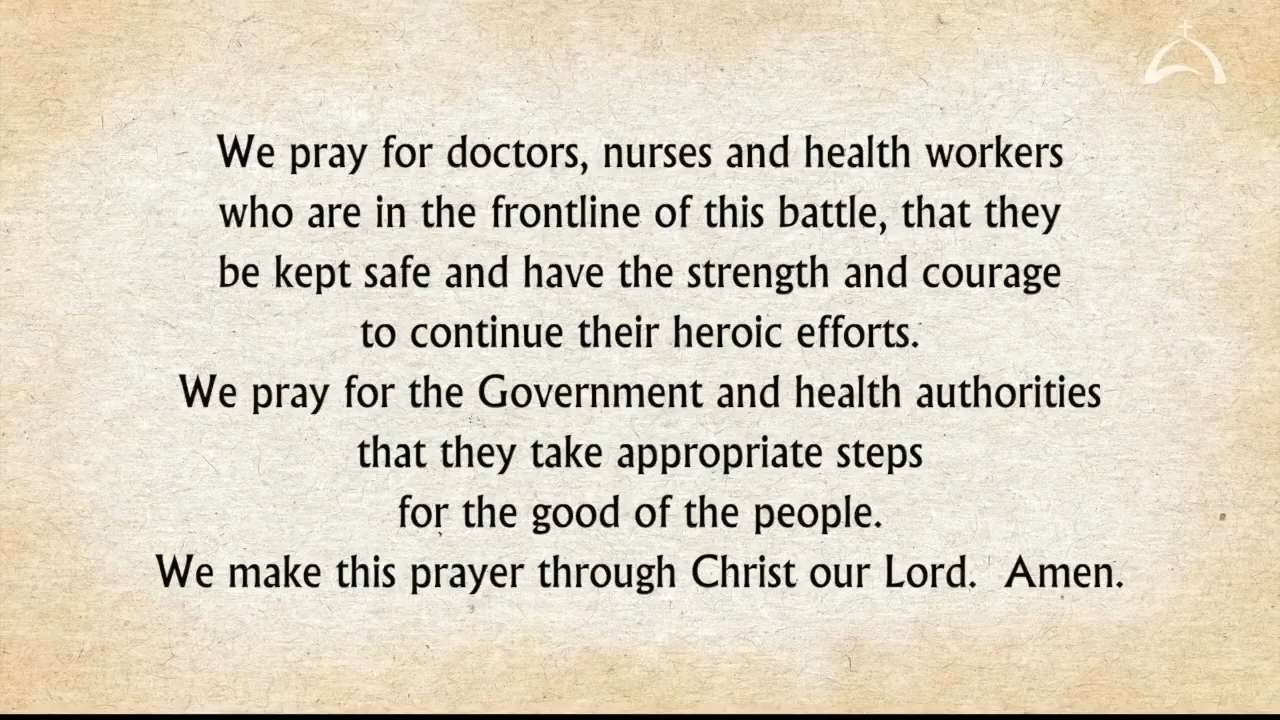 We pray for doctors, nurses and health workers
who are in the frontline of this battle, that they
be kept safe and have the strength and courage
to continue their heroic efforts.
We pray for the Government and health authorities
that they take appropriate steps
for the good of the people.
We make this prayer through Christ our Lord.  Amen.